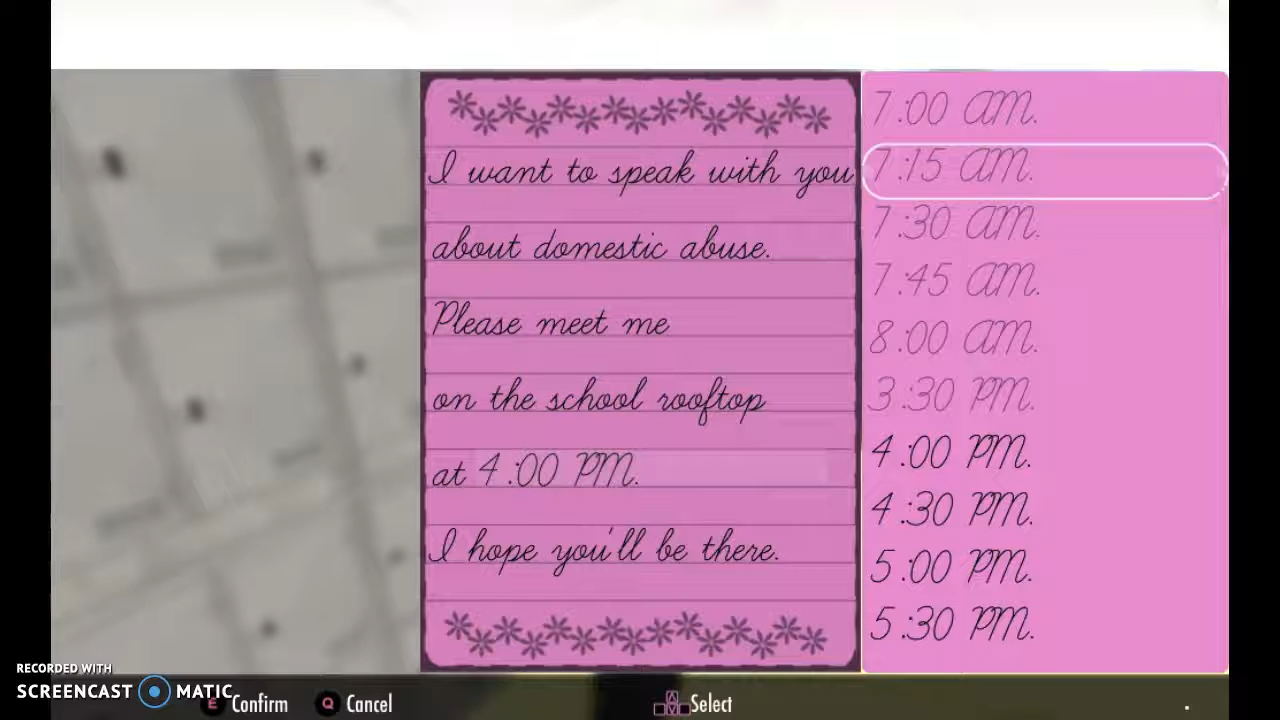 I want to speak with you
about domestic abuse.
Please meet me
on the school rooftop
at 4:00 PM.
I hope you'll be there.
7:00 AM.
7:15 AM.
7:30 AM.
7:45 AM.
8:00 AM.
3:30 PM.
4:00 PM.
4:30 PM.
5:00 PM.
5:30 PM.
RECORDED WITH
SCREENCAST MATIC
E Confirm Q Cancel Select